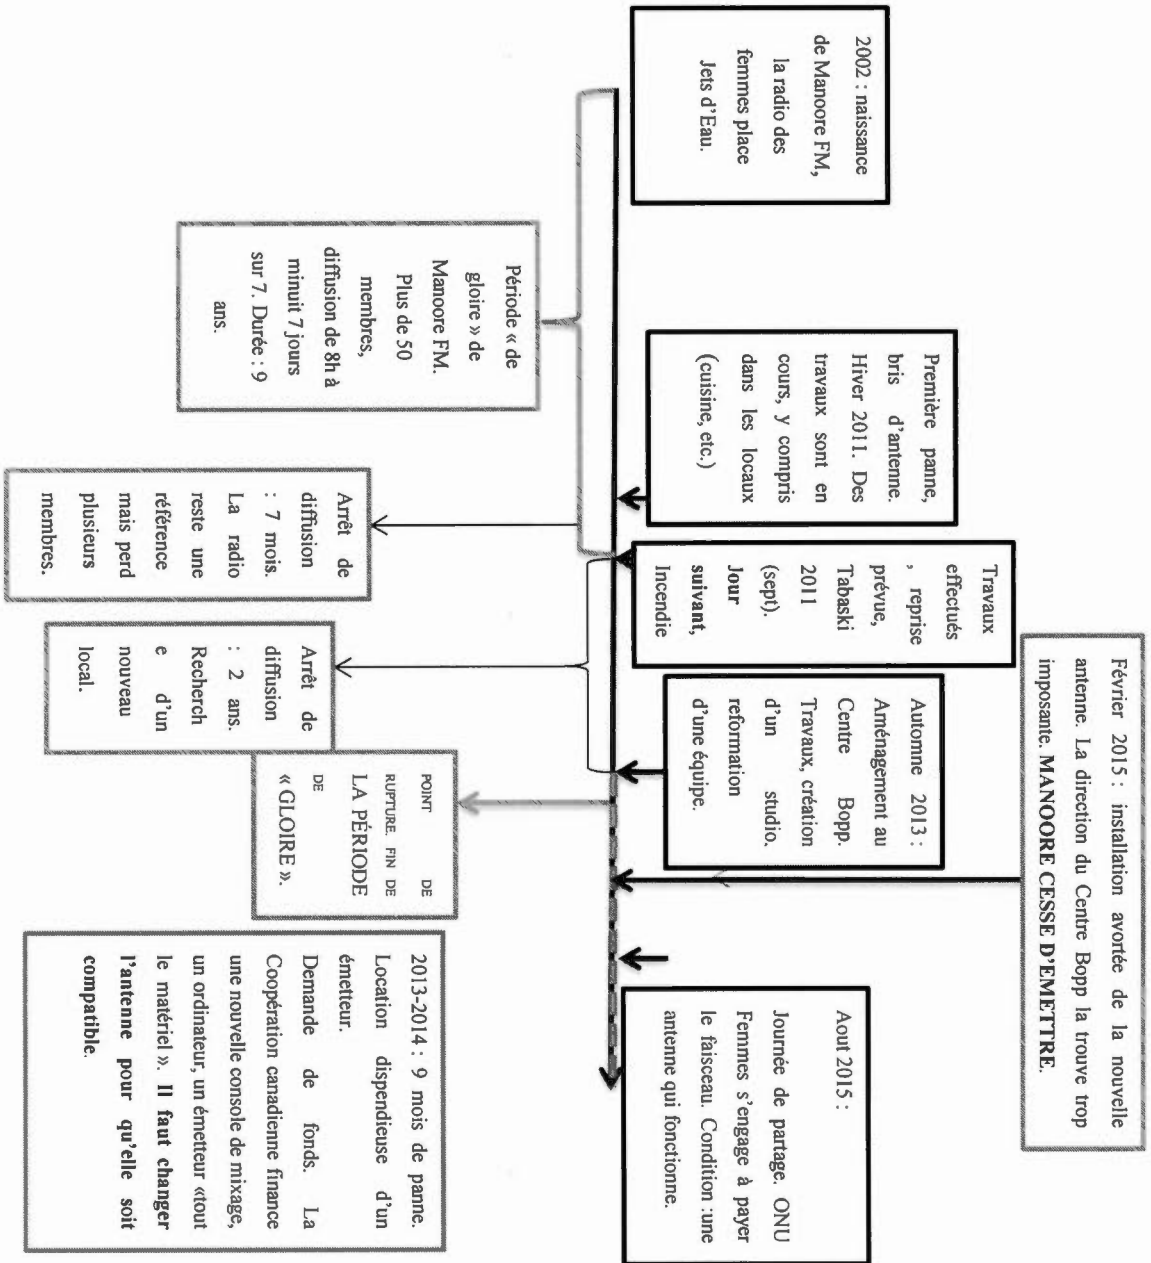 2002 : naissance
de Manoore FM,
la radio des
femmes place
Jets d'Eau.
Première panne,
bris d'antenne.
Hiver 2011. Des
travaux sont en
cours, y compris
dans les locaux
(cuisine, etc.)
Travaux
effectués
, reprise
prévue,
Tabaski
2011
(sept).
Jour
suivant,
Incendie
Automne 2013 :
Aménagement au
Centre Bopp.
Travaux, création
d'un studio,
reformation
d'une équipe.
Février 2015 : installation avortée de la nouvelle
antenne. La direction du Centre Bopp la trouve trop
imposante. MANOORE CESSE D'EMETTRE.
Aout 2015 :
Journée de partage. ONU
Femmes s'engage à payer
le faisceau. Condition :une
antenne qui fonctionne.
Période « de
gloire » de
Manoore FM.
Plus de 50
membres,
diffusion de 8h à
minuit 7 jours
sur 7. Durée : 9
ans.
Arrêt de
diffusion
: 7 mois.
La radio
reste une
référence
mais perd
plusieurs
membres.
Arrêt de
diffusion
: 2 ans.
Recherch
e d'un
nouveau
local.
POINT DE
RUPTURE. FIN DE
LA PÉRIODE
DE
« GLOIRE ».
2013-2014 : 9 mois de panne.
Location dispendieuse d'un
émetteur.
Demande de fonds. La
Coopération canadienne finance
une nouvelle console de mixage,
un ordinateur, un émetteur «tout
le matériel ». Il faut changer
l'antenne pour qu'elle soit
compatible.